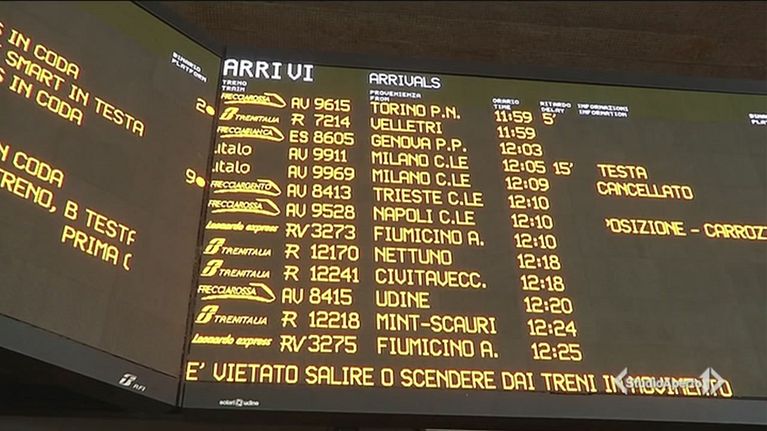 S IN CODA
SMART IN TESTA
S IN CODA
IN CODA
TRENO, B TESTA
PRIMA
BINARIO
PLATFORM
2
9
RFI
ARRIVI ARRIVALS
TRENO TRAIN PROVENIENZA FROM ORARIO TIME RITARDO DELAY INFORMAZIONI INFORMATION
FRECCIAROSSA AV 9615 TORINO P.N. 11:59 5'
TRENITALIA R 7214 VELLETRI 11:59
FRECCIABIANCA ES 8605 GENOVA P.P. 12:03
italo AV 9911 MILANO C.LE 12:05 15' TESTA
italo AV 9969 MILANO C.LE 12:09 CANCELLATO
FRECCIARGENTO AV 8413 TRIESTE C.LE 12:10
FRECCIAROSSA AV 9528 NAPOLI C.LE 12:10 POSIZIONE - CARROZZ
Leonardo express RV 3273 FIUMICINO A. 12:10
TRENITALIA R 12170 NETTUNO 12:18
TRENITALIA R 12241 CIVITAVECC. 12:18
FRECCIAROSSA AV 8415 UDINE 12:20
TRENITALIA R 12218 MINT-SCAURI 12:24
Leonardo express RV 3275 FIUMICINO A. 12:25
E' VIETATO SALIRE O SCENDERE DAI TRENI IN MOVIMENTO
solari udine
StudioAperto